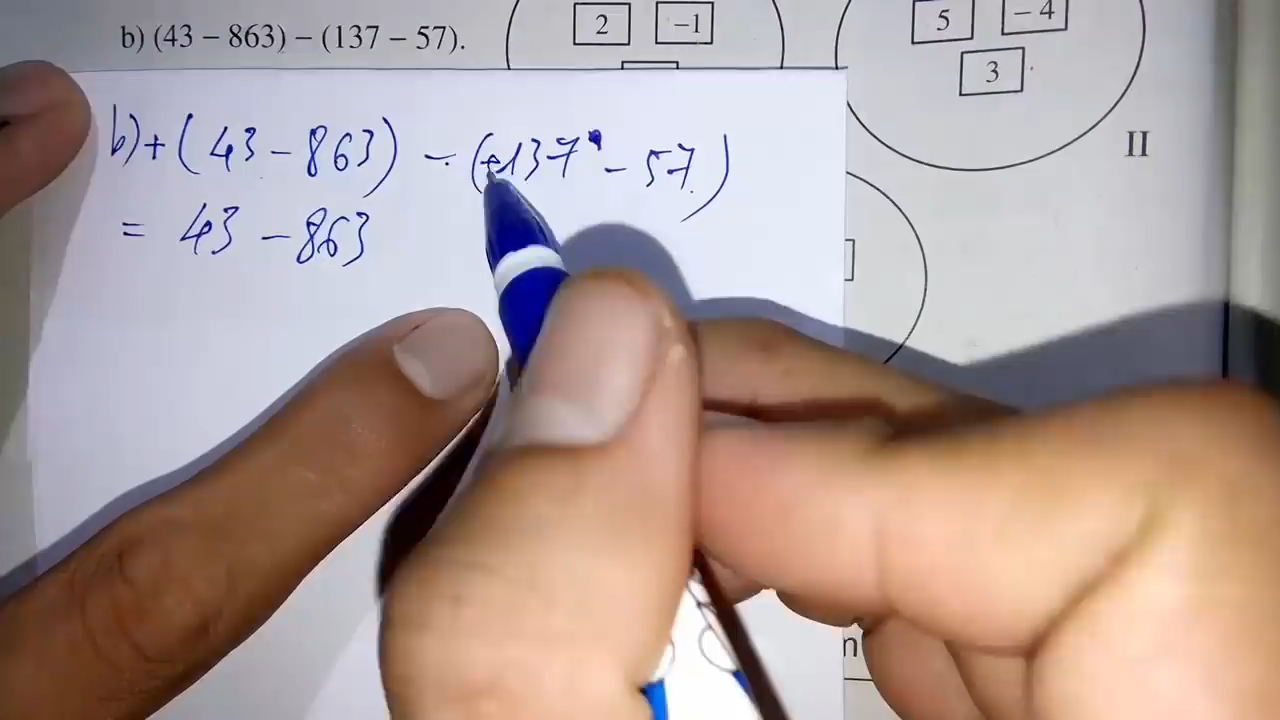 b) (43 – 863) – (137 – 57).
2 –1
5 – 4
3
II
b) + (43 – 863) – (+137 – 57)
= 43 – 863
n